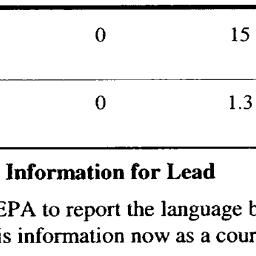 0 15
0 1.3
Information for Lead
EPA to report the language b
is information now as a cour